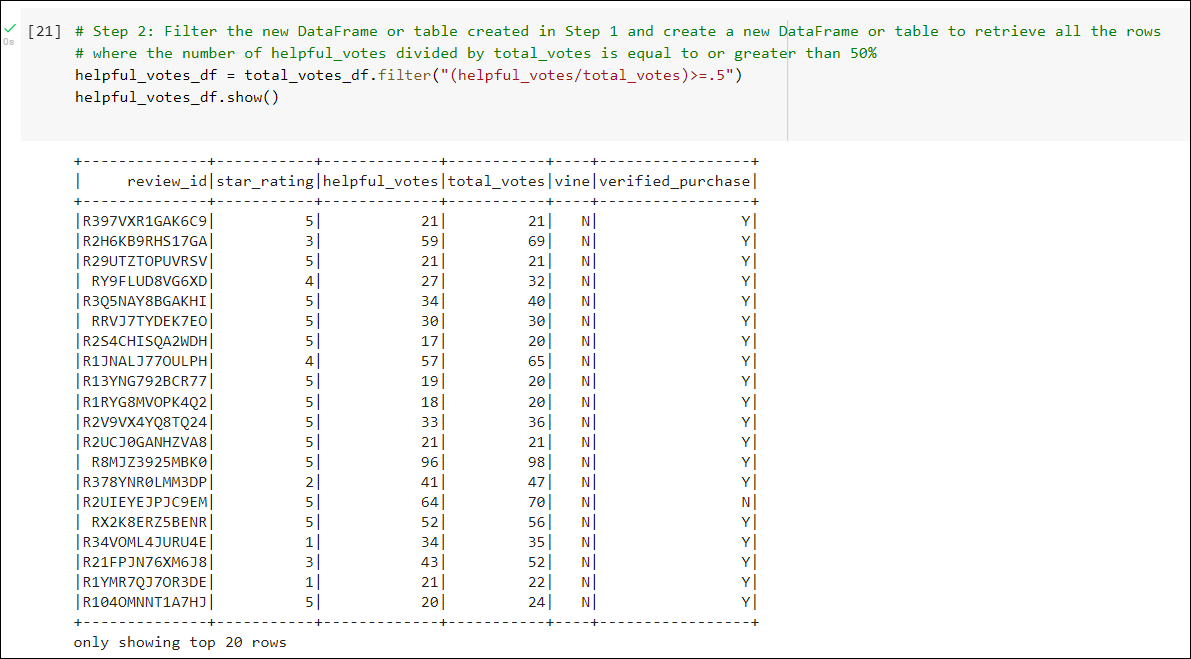 [21] # Step 2: Filter the new DataFrame or table created in Step 1 and create a new DataFrame or table to retrieve all the rows
# where the number of helpful_votes divided by total_votes is equal to or greater than 50%
helpful_votes_df = total_votes_df.filter("(helpful_votes/total_votes)>=.5")
helpful_votes_df.show()
0s
+--------------+-----------+-------------+-----------+----+-----------------+
|     review_id|star_rating|helpful_votes|total_votes|vine|verified_purchase|
+--------------+-----------+-------------+-----------+----+-----------------+
|R397VXR1GAK6C9|          5|           21|         21|   N|                Y|
|R2H6KB9RHS17GA|          3|           59|         69|   N|                Y|
|R29UTZTOPUVRSV|          5|           21|         21|   N|                Y|
| RY9FLUD8VG6XD|          4|           27|         32|   N|                Y|
|R3Q5NAY8BGAKHI|          5|           34|         40|   N|                Y|
| RRVJ7TYDEK7EO|          5|           30|         30|   N|                Y|
|R2S4CHISQA2WDH|          5|           17|         20|   N|                Y|
|R1JNALJ77OULPH|          4|           57|         65|   N|                Y|
|R13YNG792BCR77|          5|           19|         20|   N|                Y|
|R1RYG8MVOPK4Q2|          5|           18|         20|   N|                Y|
|R2V9VX4YQ8TQ24|          5|           33|         36|   N|                Y|
|R2UCJ0GANHZVA8|          5|           21|         21|   N|                Y|
| R8MJZ3925MBK0|          5|           96|         98|   N|                Y|
|R378YNR0LMM3DP|          2|           41|         47|   N|                Y|
|R2UIEYEJPJC9EM|          5|           64|         70|   N|                N|
| RX2K8ERZ5BENR|          5|           52|         56|   N|                Y|
|R34VOML4JURU4E|          1|           34|         35|   N|                Y|
|R21FPJN76XM6J8|          3|           43|         52|   N|                Y|
|R1YMR7QJ7OR3DE|          1|           21|         22|   N|                Y|
|R104OMNNT1A7HJ|          5|           20|         24|   N|                Y|
+--------------+-----------+-------------+-----------+----+-----------------+
only showing top 20 rows